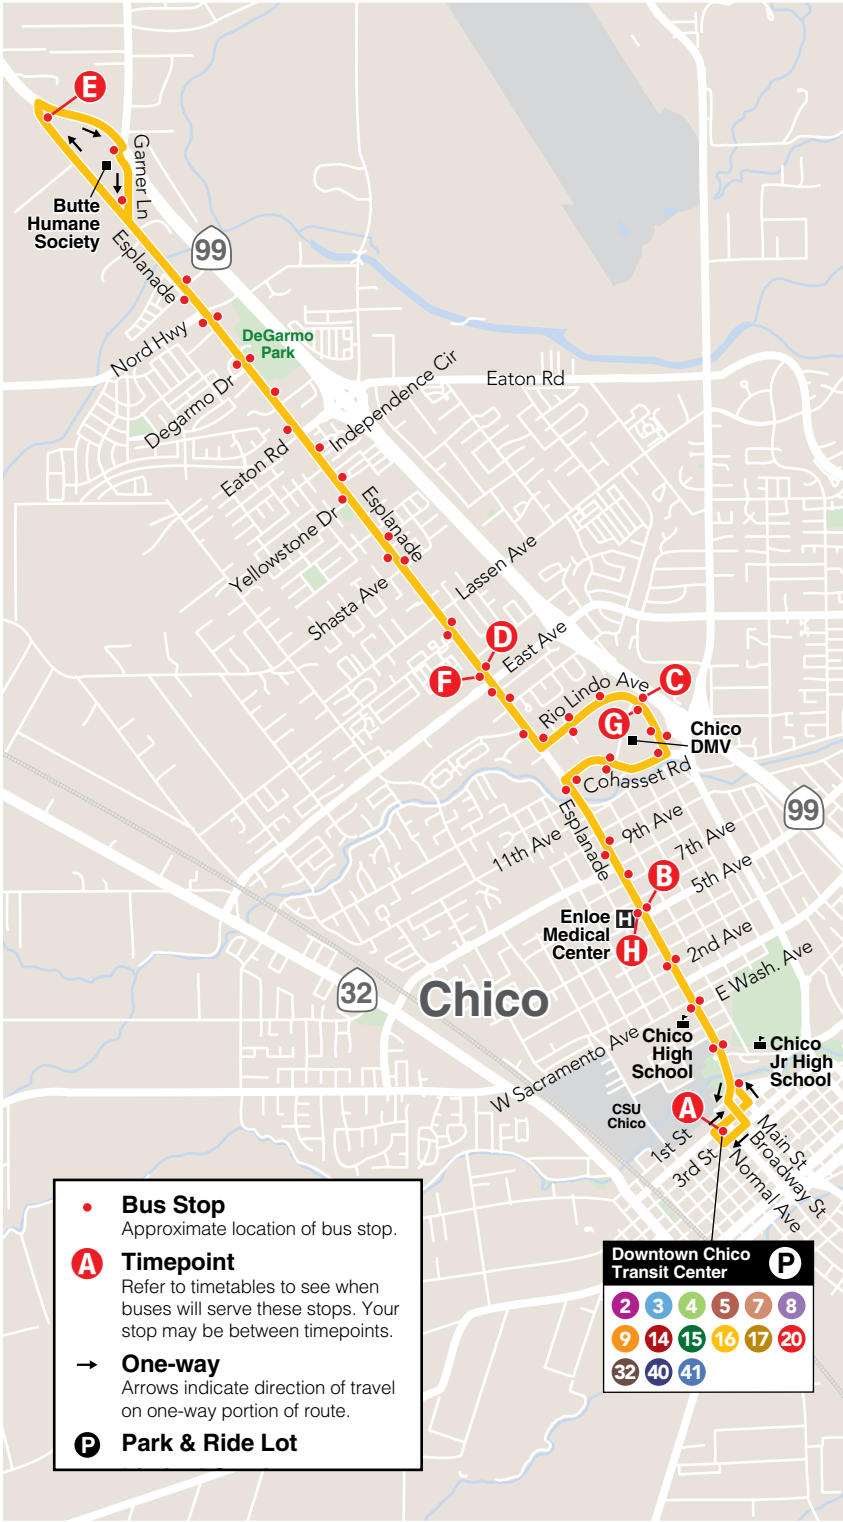 E
Garner Ln
Butte
Humane
Society
99
Esplanade
Nord Hwy
DeGarmo
Park
Degarmo Dr
Independence Cir
Eaton Rd
Eaton Rd
Yellowstone Dr
Esplanade
Shasta Ave
Lassen Ave
D
East Ave
F
Rio Lindo Ave
C
G
Chico
DMV
Cohasset Rd
99
Esplanade
11th Ave
9th Ave
7th Ave
5th Ave
B
Enloe
Medical
Center
H
H
2nd Ave
E Wash. Ave
32
Chico
Chico
High
School
W Sacramento Ave
Chico
Jr High
School
CSU
Chico
A
1st St
3rd St
Main St
Broadway St
Normal Ave
Bus Stop
Approximate location of bus stop.
A
Timepoint
Refer to timetables to see when
buses will serve these stops. Your
stop may be between timepoints.
One-way
Arrows indicate direction of travel
on one-way portion of route.
P
Park & Ride Lot
Downtown Chico
Transit Center
P
2 3 4 5 7 8
9 14 15 16 17 20
32 40 41